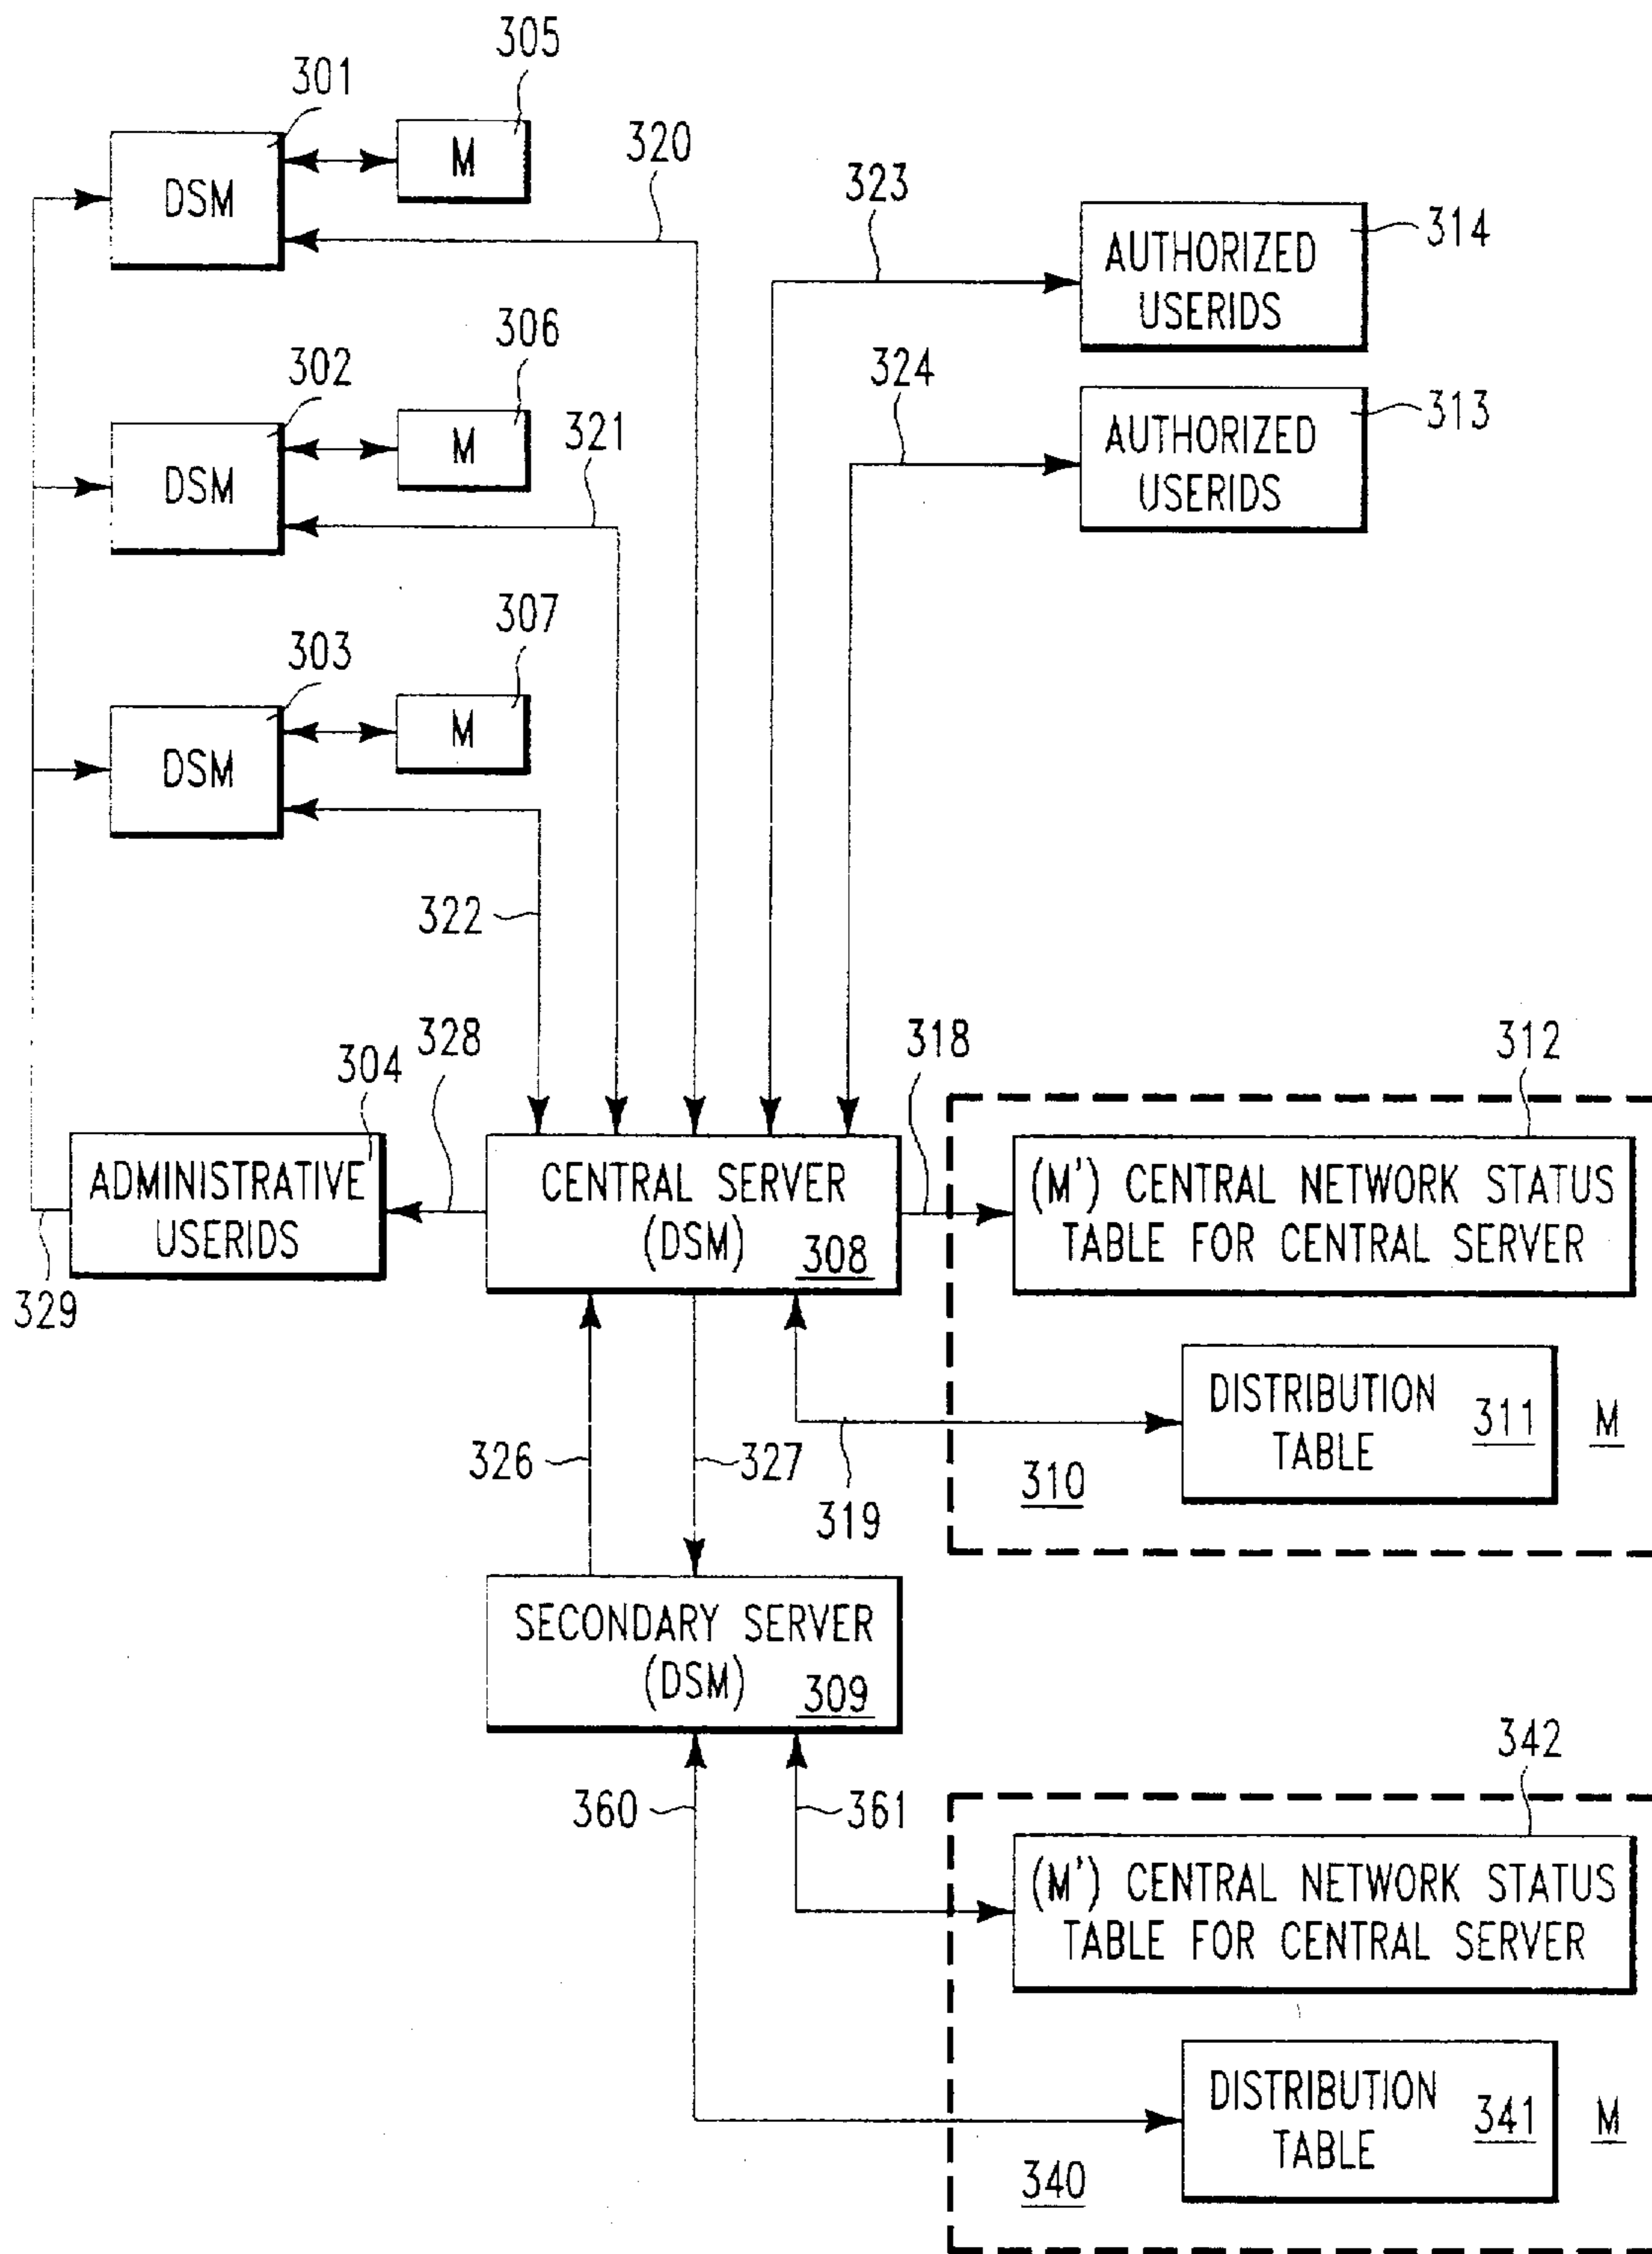 305
301
M
320
DSM
323
314
AUTHORIZED
USERIDS
306
302
M
321
324
DSM
313
AUTHORIZED
USERIDS
307
303
M
DSM
322
328
318
312
304
ADMINISTRATIVE
USERIDS
CENTRAL SERVER
(DSM) 308
(M') CENTRAL NETWORK STATUS
TABLE FOR CENTRAL SERVER
329
326
327
319
DISTRIBUTION
TABLE
311
M
310
SECONDARY SERVER
(DSM) 309
342
360
361
(M') CENTRAL NETWORK STATUS
TABLE FOR CENTRAL SERVER
DISTRIBUTION
TABLE
341
M
340